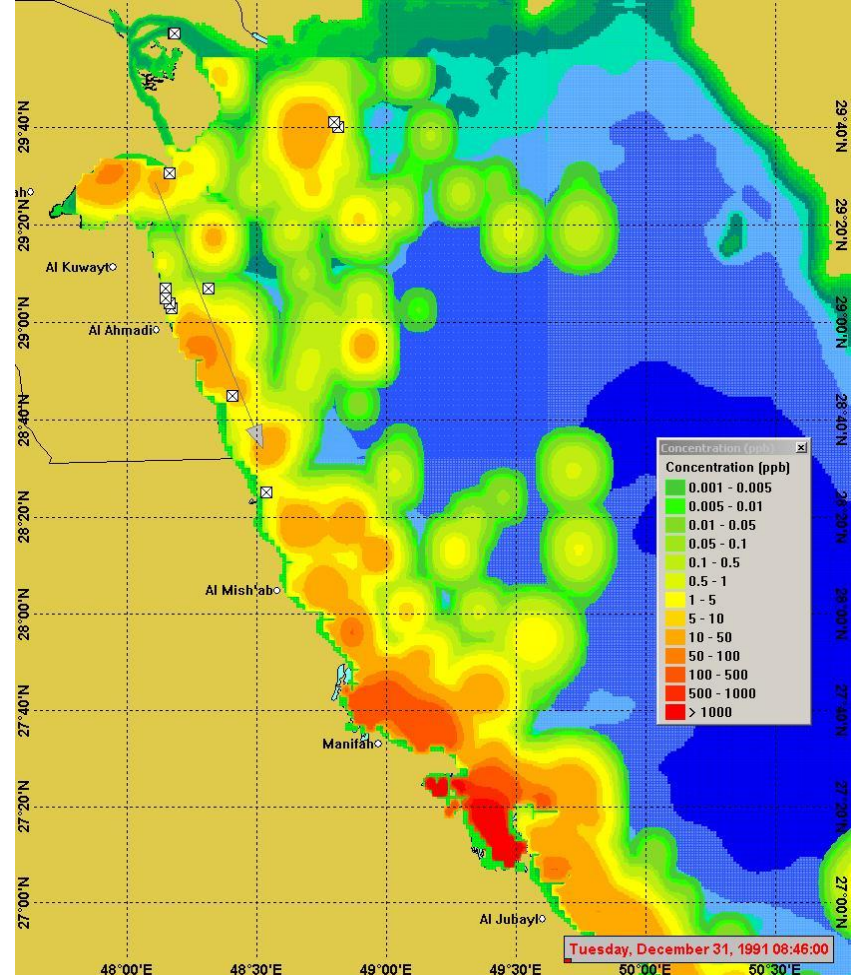 29°40'N
29°40'N
ah
29°20'N
29°20'N
Al Kuwayt
29°00'N
29°00'N
Al Ahmadi
28°40'N
28°40'N
Concentration (ppb)
Concentration (ppb)
0.001 - 0.005
0.005 - 0.01
0.01 - 0.05
0.05 - 0.1
0.1 - 0.5
0.5 - 1
1 - 5
5 - 10
10 - 50
50 - 100
100 - 500
500 - 1000
> 1000
28°20'N
28°20'N
Al Mish'ab
28°00'N
28°00'N
27°40'N
27°40'N
Manifah
27°20'N
27°20'N
27°00'N
27°00'N
Al Jubayl
Tuesday, December 31, 1991 08:46:00
48°00'E
48°30'E
49°00'E
49°30'E
50°00'E
50°30'E